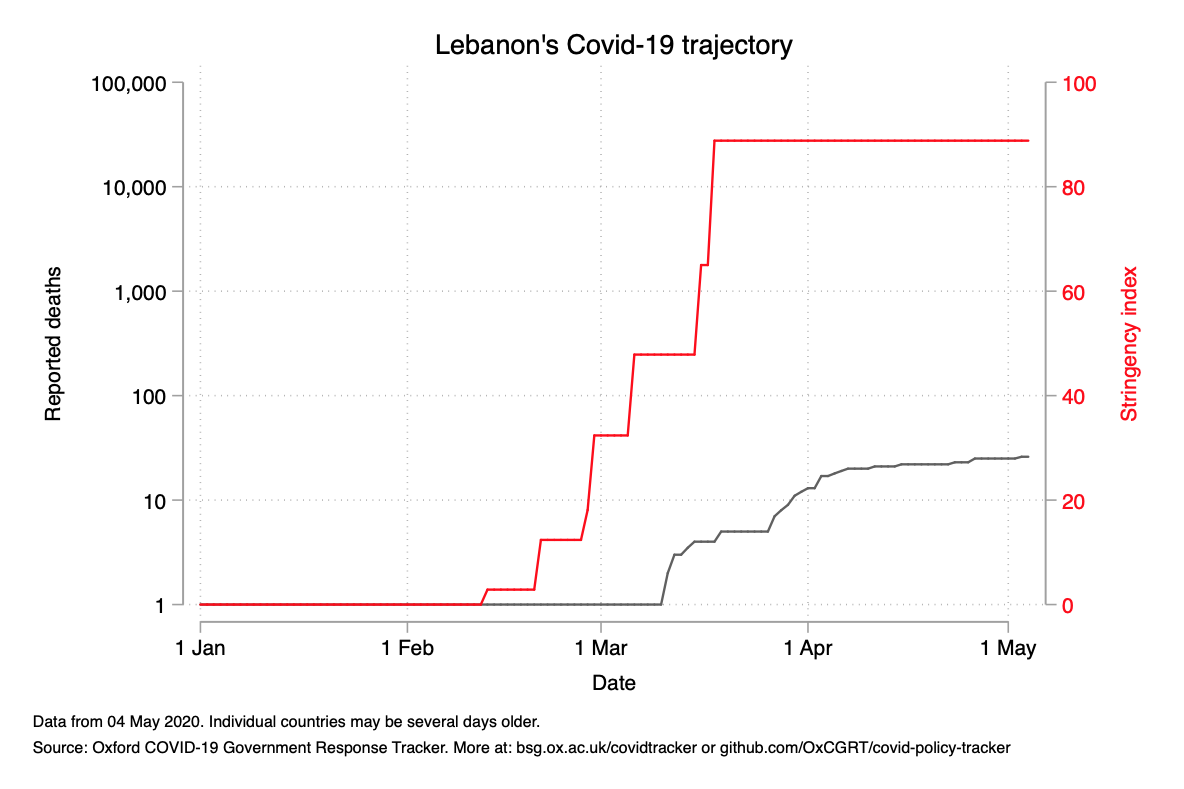 Lebanon's Covid-19 trajectory
100,000
10,000
1,000
100
10
1
Reported deaths
100
80
60
40
20
0
Stringency index
1 Jan
1 Feb
1 Mar
1 Apr
1 May
Date
Data from 04 May 2020. Individual countries may be several days older.
Source: Oxford COVID-19 Government Response Tracker. More at: bsg.ox.ac.uk/covidtracker or github.com/OxCGRT/covid-policy-tracker